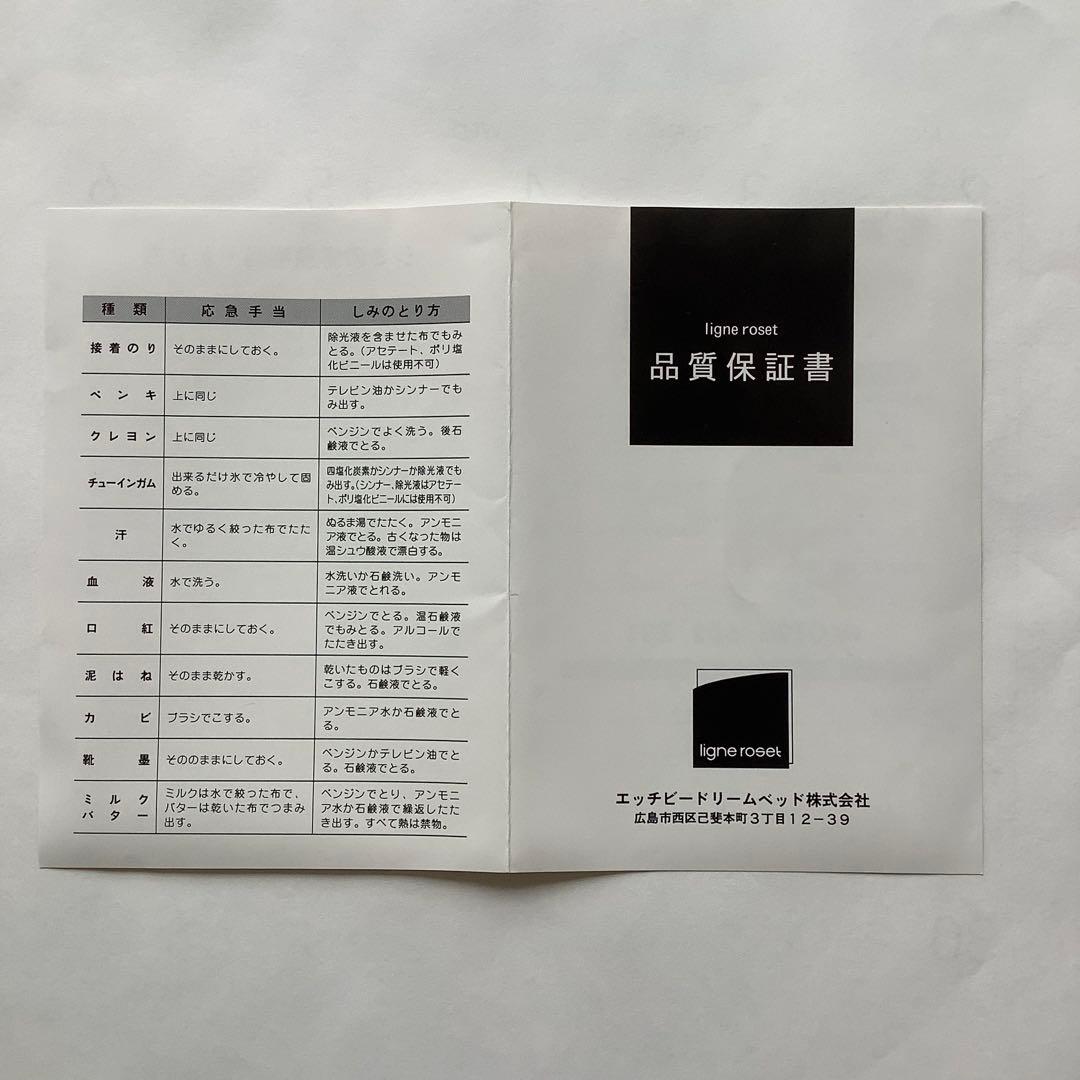 種類 応急手当 しみのとり方
接着のり そのままにしておく。 除光液を含ませた布でもみ
とる。(アセテート、ポリ塩
化ビニールは使用不可)
ペンキ 上に同じ テレビン油かシンナーでも
み出す。
クレヨン 上に同じ ベンジンでよく洗う。後石
鹸液でとる。
チューインガム 出来るだけ氷で冷やして固
める。
四塩化炭素かシンナーか除光液でも
み出す。(シンナー、除光液はアセテー
ト、ポリ塩化ビニールには使用不可)
汗 水でゆるく絞った布でたた
く。
ぬるま湯でたたく。アンモニ
ア液でとる。古くなった物は
温シュウ酸液で漂白する。
血液 水で洗う。 水洗いか石鹸洗い。アンモ
ニア液でとれる。
口紅 そのままにしておく。 ベンジンでとる。温石鹸液
でもみとる。アルコールで
たたき出す。
泥はね そのまま乾かす。 乾いたものはブラシで軽く
こする。石鹸液でとる。
カビ ブラシでこする。 アンモニア水か石鹸液でと
る。
靴墨 そののままにしておく。 ベンジンかテレビン油でと
る。石鹸液でとる。
ミルク
バター
ミルクは水で絞った布で、
バターは乾いた布でつまみ
出す。
ベンジンでとり、アンモニ
ア水か石鹸液で繰返したた
き出す。すべて熱は禁物。
ligne roset
品質保証書
ligne roset
エッチビードリームベッド株式会社
広島市西区己斐本町3丁目12-39